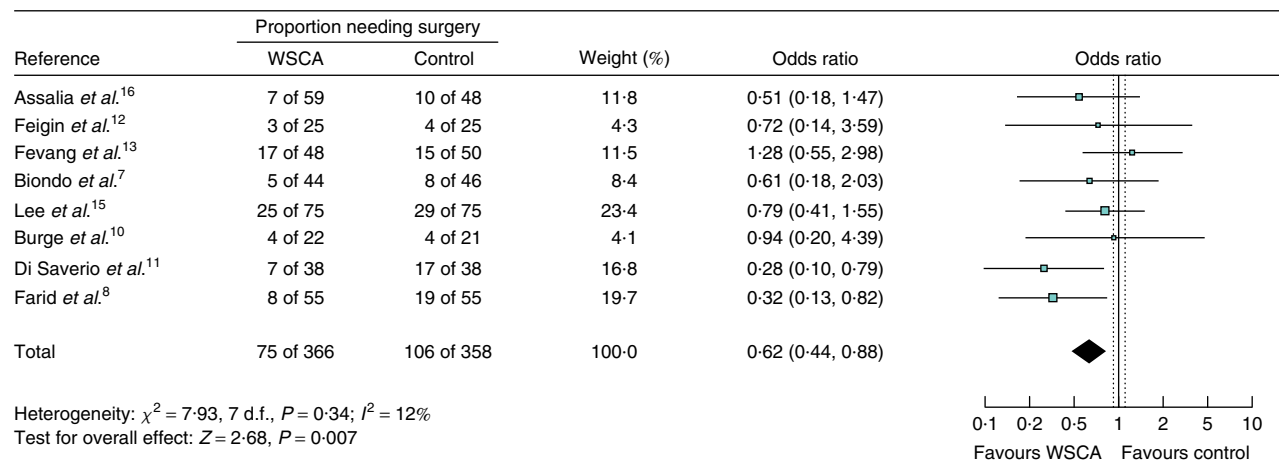 Proportion needing surgery
Reference WSCA Control Weight (%) Odds ratio Odds ratio
Assalia et al.16 7 of 59 10 of 48 11·8 0·51 (0·18, 1·47)
Feigin et al.12 3 of 25 4 of 25 4·3 0·72 (0·14, 3·59)
Fevang et al.13 17 of 48 15 of 50 11·5 1·28 (0·55, 2·98)
Biondo et al.7 5 of 44 8 of 46 8·4 0·61 (0·18, 2·03)
Lee et al.15 25 of 75 29 of 75 23·4 0·79 (0·41, 1·55)
Burge et al.10 4 of 22 4 of 21 4·1 0·94 (0·20, 4·39)
Di Saverio et al.11 7 of 38 17 of 38 16·8 0·28 (0·10, 0·79)
Farid et al.8 8 of 55 19 of 55 19·7 0·32 (0·13, 0·82)
Total 75 of 366 106 of 358 100·0 0·62 (0·44, 0·88)
Heterogeneity: χ2 = 7·93, 7 d.f., P = 0·34; I2 = 12%
Test for overall effect: Z = 2·68, P = 0·007
0·1 0·2 0·5 1 2 5 10
Favours WSCA Favours control